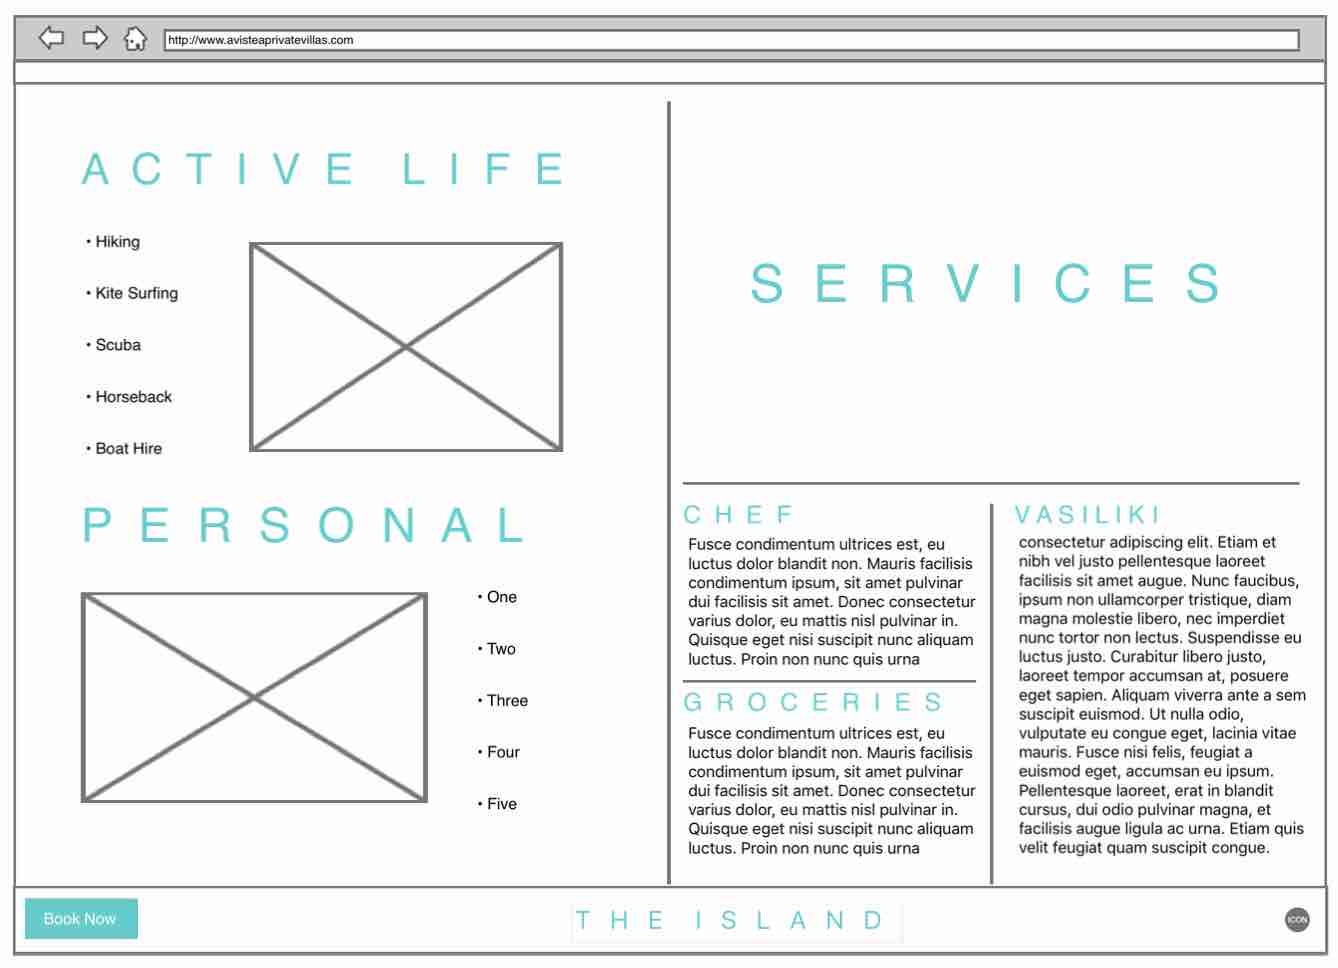 http://www.avisteaprivatevillas.com
ACTIVE LIFE
• Hiking
• Kite Surfing
• Scuba
• Horseback
• Boat Hire
PERSONAL
• One
• Two
• Three
• Four
• Five
SERVICES
CHEF
Fusce condimentum ultrices est, eu
luctus dolor blandit non. Mauris facilisis
condimentum ipsum, sit amet pulvinar
dui facilisis sit amet. Donec consectetur
varius dolor, eu mattis nisl pulvinar in.
Quisque eget nisi suscipit nunc aliquam
luctus. Proin non nunc quis urna
GROCERIES
Fusce condimentum ultrices est, eu
luctus dolor blandit non. Mauris facilisis
condimentum ipsum, sit amet pulvinar
dui facilisis sit amet. Donec consectetur
varius dolor, eu mattis nisl pulvinar in.
Quisque eget nisi suscipit nunc aliquam
luctus. Proin non nunc quis urna
VASILIKI
consectetur adipiscing elit. Etiam et
nibh vel justo pellentesque laoreet
facilisis sit amet augue. Nunc faucibus,
ipsum non ullamcorper tristique, diam
magna molestie libero, nec imperdiet
nunc tortor non lectus. Suspendisse eu
luctus justo. Curabitur libero justo,
laoreet tempor accumsan at, posuere
eget sapien. Aliquam viverra ante a sem
suscipit euismod. Ut nulla odio,
vulputate eu congue eget, lacinia vitae
mauris. Fusce nisi felis, feugiat a
euismod eget, accumsan eu ipsum.
Pellentesque laoreet, erat in blandit
cursus, dui odio pulvinar magna, et
facilisis augue ligula ac urna. Etiam quis
velit feugiat quam suscipit congue.
Book Now
THE ISLAND
ICON